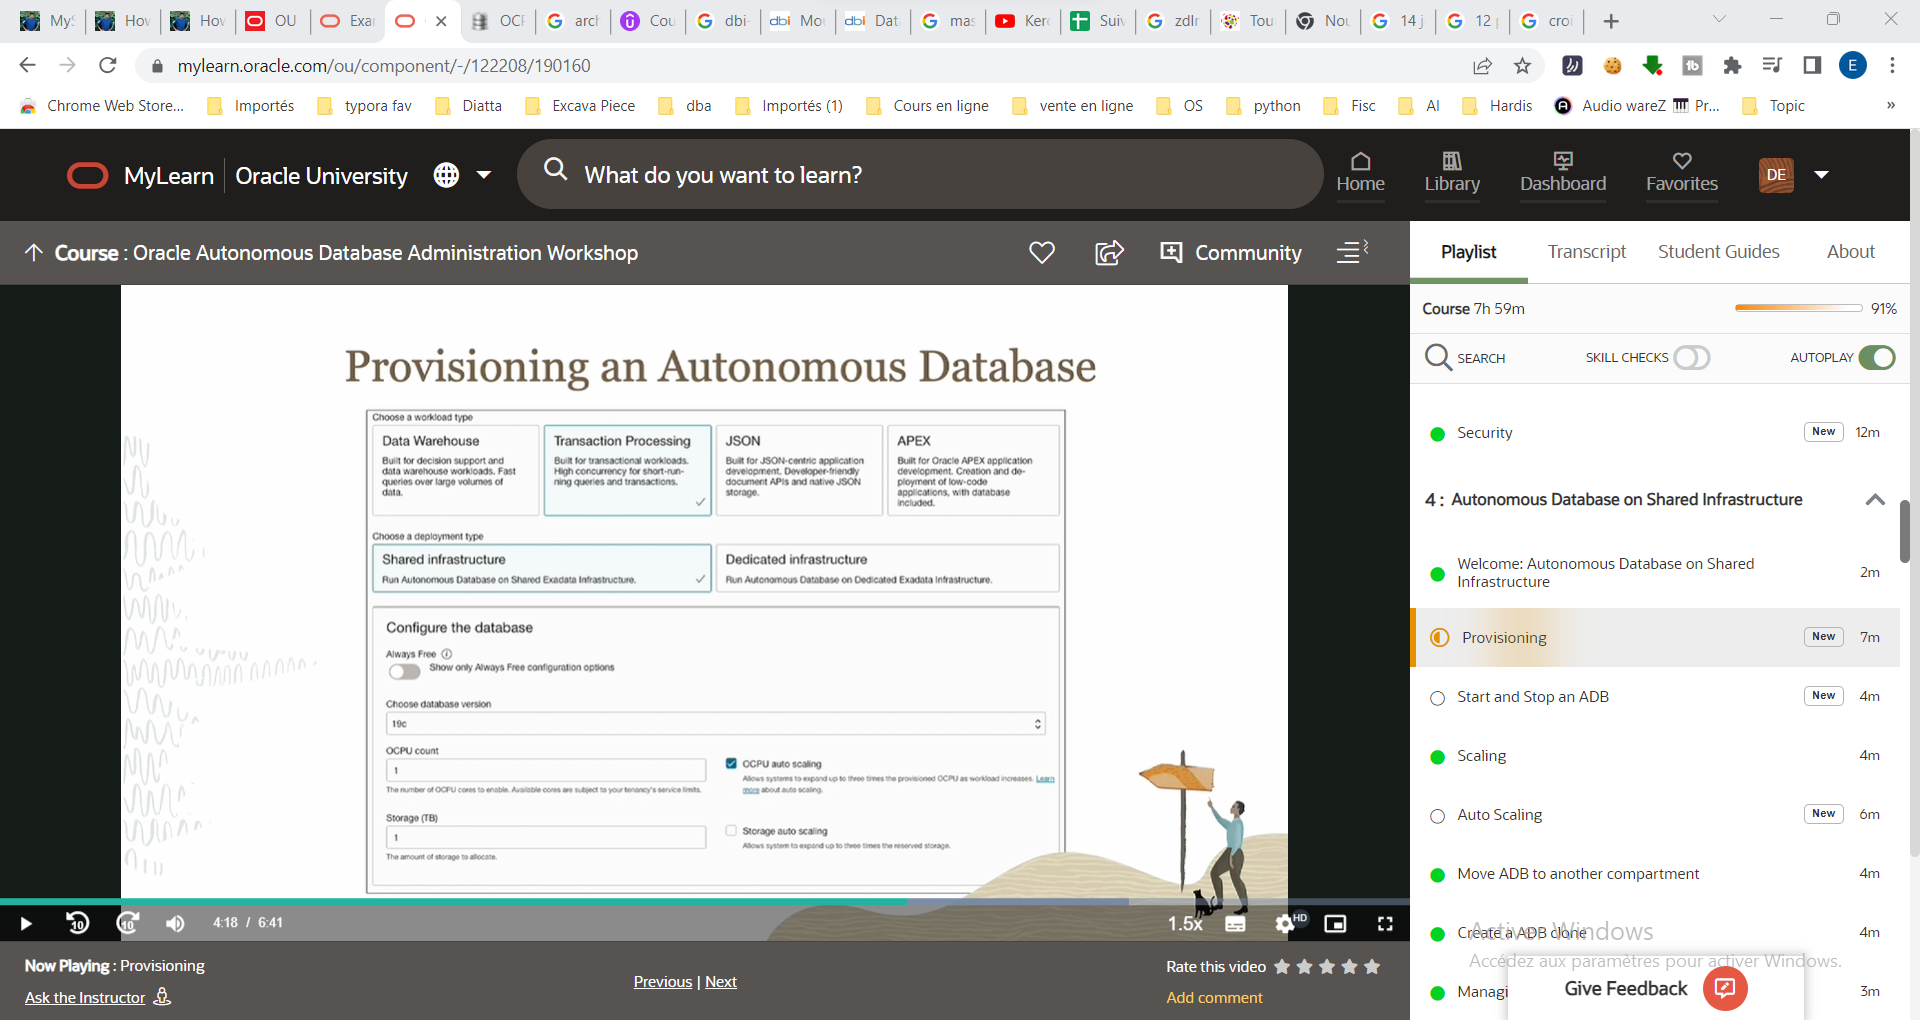 MyS
How
How
OU
Exar
OCF
arch
Cou
dbi-
Mou
Data
mas
Kerc
Suiv
zdlr
Tou
Nou
14 j
12 p
croi
mylearn.oracle.com/ou/component/-/122208/190160
E
Chrome Web Store...
Importés
typora fav
Diatta
Excava Piece
dba
Importés (1)
Cours en ligne
vente en ligne
OS
python
Fisc
AI
Hardis
Audio wareZ
Pr...
Topic
»
MyLearn
Oracle University
What do you want to learn?
Home
Library
Dashboard
Favorites
DE
Course : Oracle Autonomous Database Administration Workshop
Community
Playlist
Transcript
Student Guides
About
Course 7h 59m
91%
SEARCH
SKILL CHECKS
AUTOPLAY
Provisioning an Autonomous Database
Choose a workload type
Data Warehouse
Built for decision support and
data warehouse workloads. Fast
queries over large volumes of
data.
Transaction Processing
Built for transactional workloads.
High concurrency for short-run-
ning queries and transactions.
JSON
Built for JSON-centric application
development. Developer-friendly
document APIs and native JSON
storage.
APEX
Built for Oracle APEX application
development. Creation and de-
ployment of low-code
applications, with database
included.
Choose a deployment type
Shared infrastructure
Run Autonomous Database on Shared Exadata Infrastructure.
Dedicated infrastructure
Run Autonomous Database on Dedicated Exadata Infrastructure.
Configure the database
Always Free
Show only Always Free configuration options
Choose database version
19c
OCPU count
1
The number of OCPU cores to enable. Available cores are subject to your tenancy's service limits.
OCPU auto scaling
Allows systems to expand up to three times the provisioned OCPU as workload increases. Learn
more about auto scaling.
Storage (TB)
1
The amount of storage to allocate.
Storage auto scaling
Allows system to expand up to three times the reserved storage.
10
10
4:18 / 6:41
1.5x
HD
Now Playing : Provisioning
Ask the Instructor
Previous | Next
Rate this video
Add comment
Security
New
12m
4 : Autonomous Database on Shared Infrastructure
Welcome: Autonomous Database on Shared
Infrastructure
2m
Provisioning
New
7m
Start and Stop an ADB
New
4m
Scaling
4m
Auto Scaling
New
6m
Move ADB to another compartment
4m
Create a ADB clone
4m
Activer Windows
Accédez aux paramètres pour activer Windows.
Managi
3m
Give Feedback